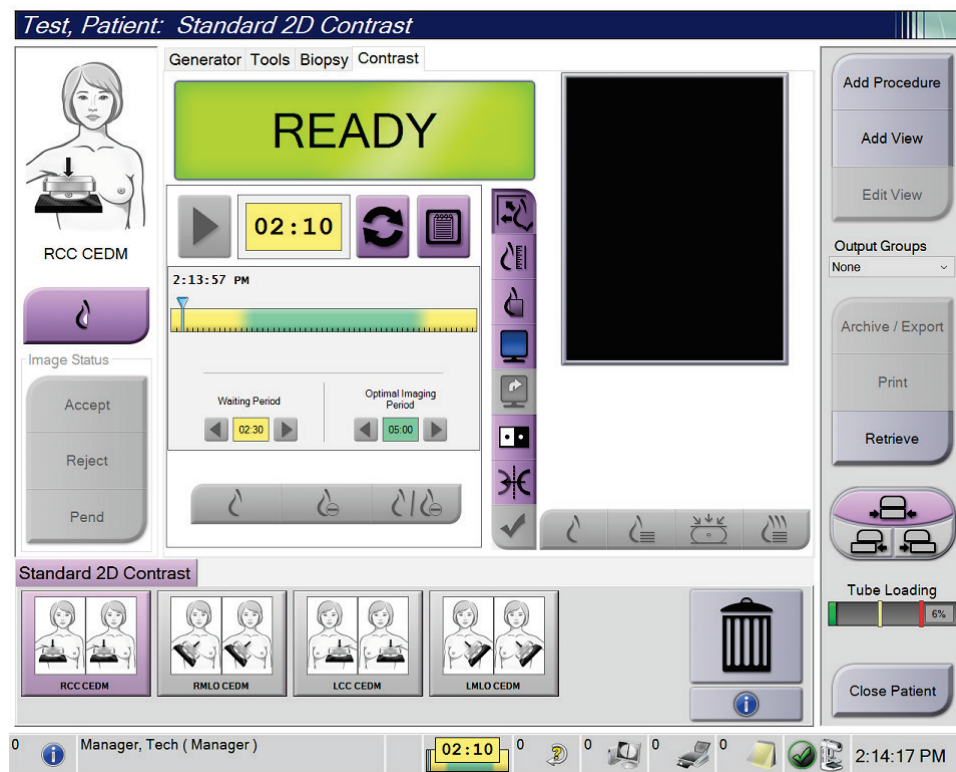 Test, Patient: Standard 2D Contrast
Generator Tools Biopsy Contrast
READY
Add Procedure
Add View
Edit View
RCC CEDM
02:10
Output Groups
None
2:13:57 PM
Image Status
Accept
Reject
Pend
Waiting Period
Optimal Imaging
Period
02:30
05:00
Archive / Export
Print
Retrieve
Standard 2D Contrast
RCC CEDM
RMLO CEDM
LCC CEDM
LMLO CEDM
Tube Loading
6%
Close Patient
0
Manager, Tech ( Manager )
02:10
0
0
0
0
2:14:17 PM